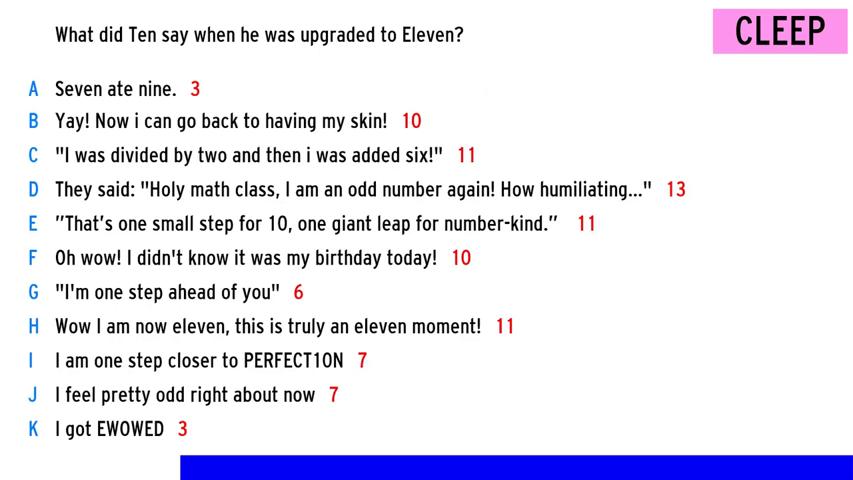 What did Ten say when he was upgraded to Eleven?
CLEEP
A Seven ate nine. 3
B Yay! Now i can go back to having my skin! 10
C "I was divided by two and then i was added six!" 11
D They said: "Holy math class, I am an odd number again! How humiliating..." 13
E ”That’s one small step for 10, one giant leap for number-kind.” 11
F Oh wow! I didn't know it was my birthday today! 10
G "I'm one step ahead of you" 6
H Wow I am now eleven, this is truly an eleven moment! 11
I I am one step closer to PERFECT1ON 7
J I feel pretty odd right about now 7
K I got EWOWED 3